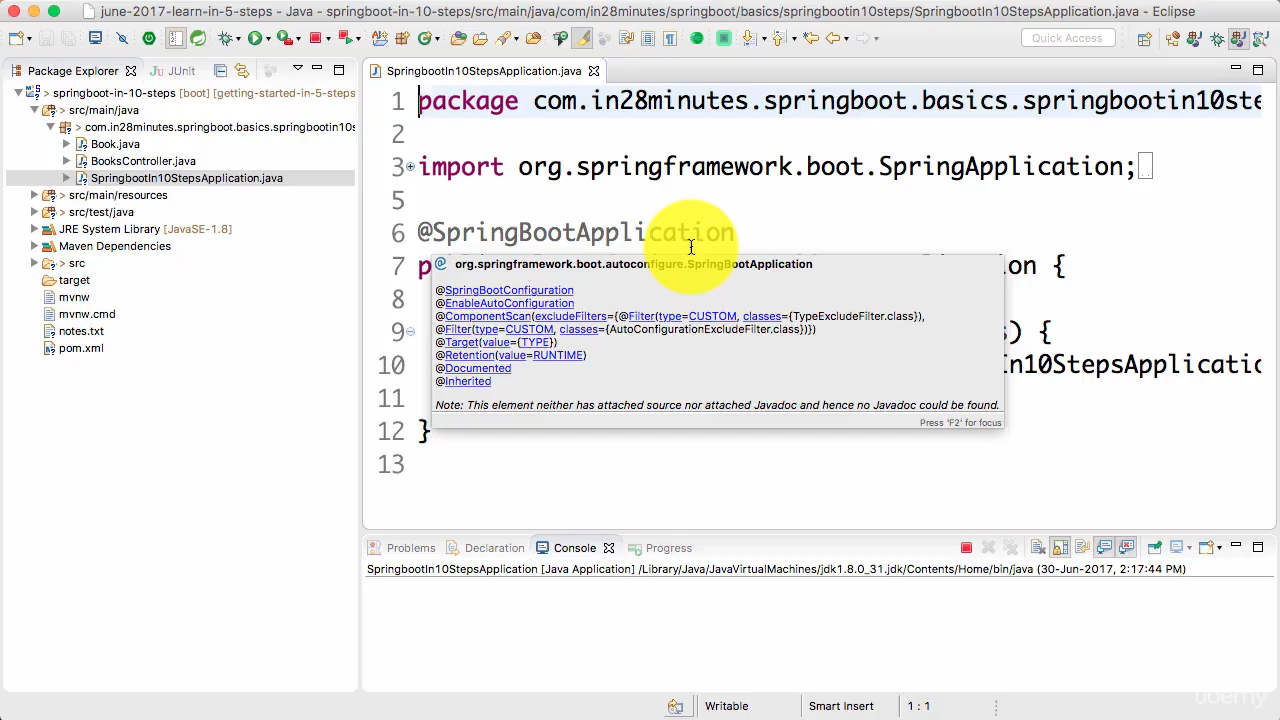 june-2017-learn-in-5-steps - Java - springboot-in-10-steps/src/main/java/com/in28minutes/springboot/basics/springbootin10steps/SpringbootIn10StepsApplication.java - Eclipse
Quick Access
Package Explorer
JUnit
springboot-in-10-steps [boot] [getting-started-in-5-steps
src/main/java
com.in28minutes.springboot.basics.springbootin10s
Book.java
BooksController.java
SpringbootIn10StepsApplication.java
src/main/resources
src/test/java
JRE System Library [JavaSE-1.8]
Maven Dependencies
src
target
mvnw
mvnw.cmd
notes.txt
pom.xml
SpringbootIn10StepsApplication.java
1 package com.in28minutes.springboot.basics.springbootin10ste
2
3 import org.springframework.boot.SpringApplication;
5
6 @SpringBootApplication
7 p on {
8
9 s) {
10 In10StepsApplicatio
11
12 }
13
org.springframework.boot.autoconfigure.SpringBootApplication
@SpringBootConfiguration
@EnableAutoConfiguration
@ComponentScan(excludeFilters={@Filter(type=CUSTOM, classes={TypeExcludeFilter.class}),
@Filter(type=CUSTOM, classes={AutoConfigurationExcludeFilter.class})})
@Target(value={TYPE})
@Retention(value=RUNTIME)
@Documented
@Inherited
Note: This element neither has attached source nor attached Javadoc and hence no Javadoc could be found.
Press 'F2' for focus
Problems
Declaration
Console
Progress
SpringbootIn10StepsApplication [Java Application] /Library/Java/JavaVirtualMachines/jdk1.8.0_31.jdk/Contents/Home/bin/java (30-Jun-2017, 2:17:44 PM)
Writable
Smart Insert
1 : 1
udemy